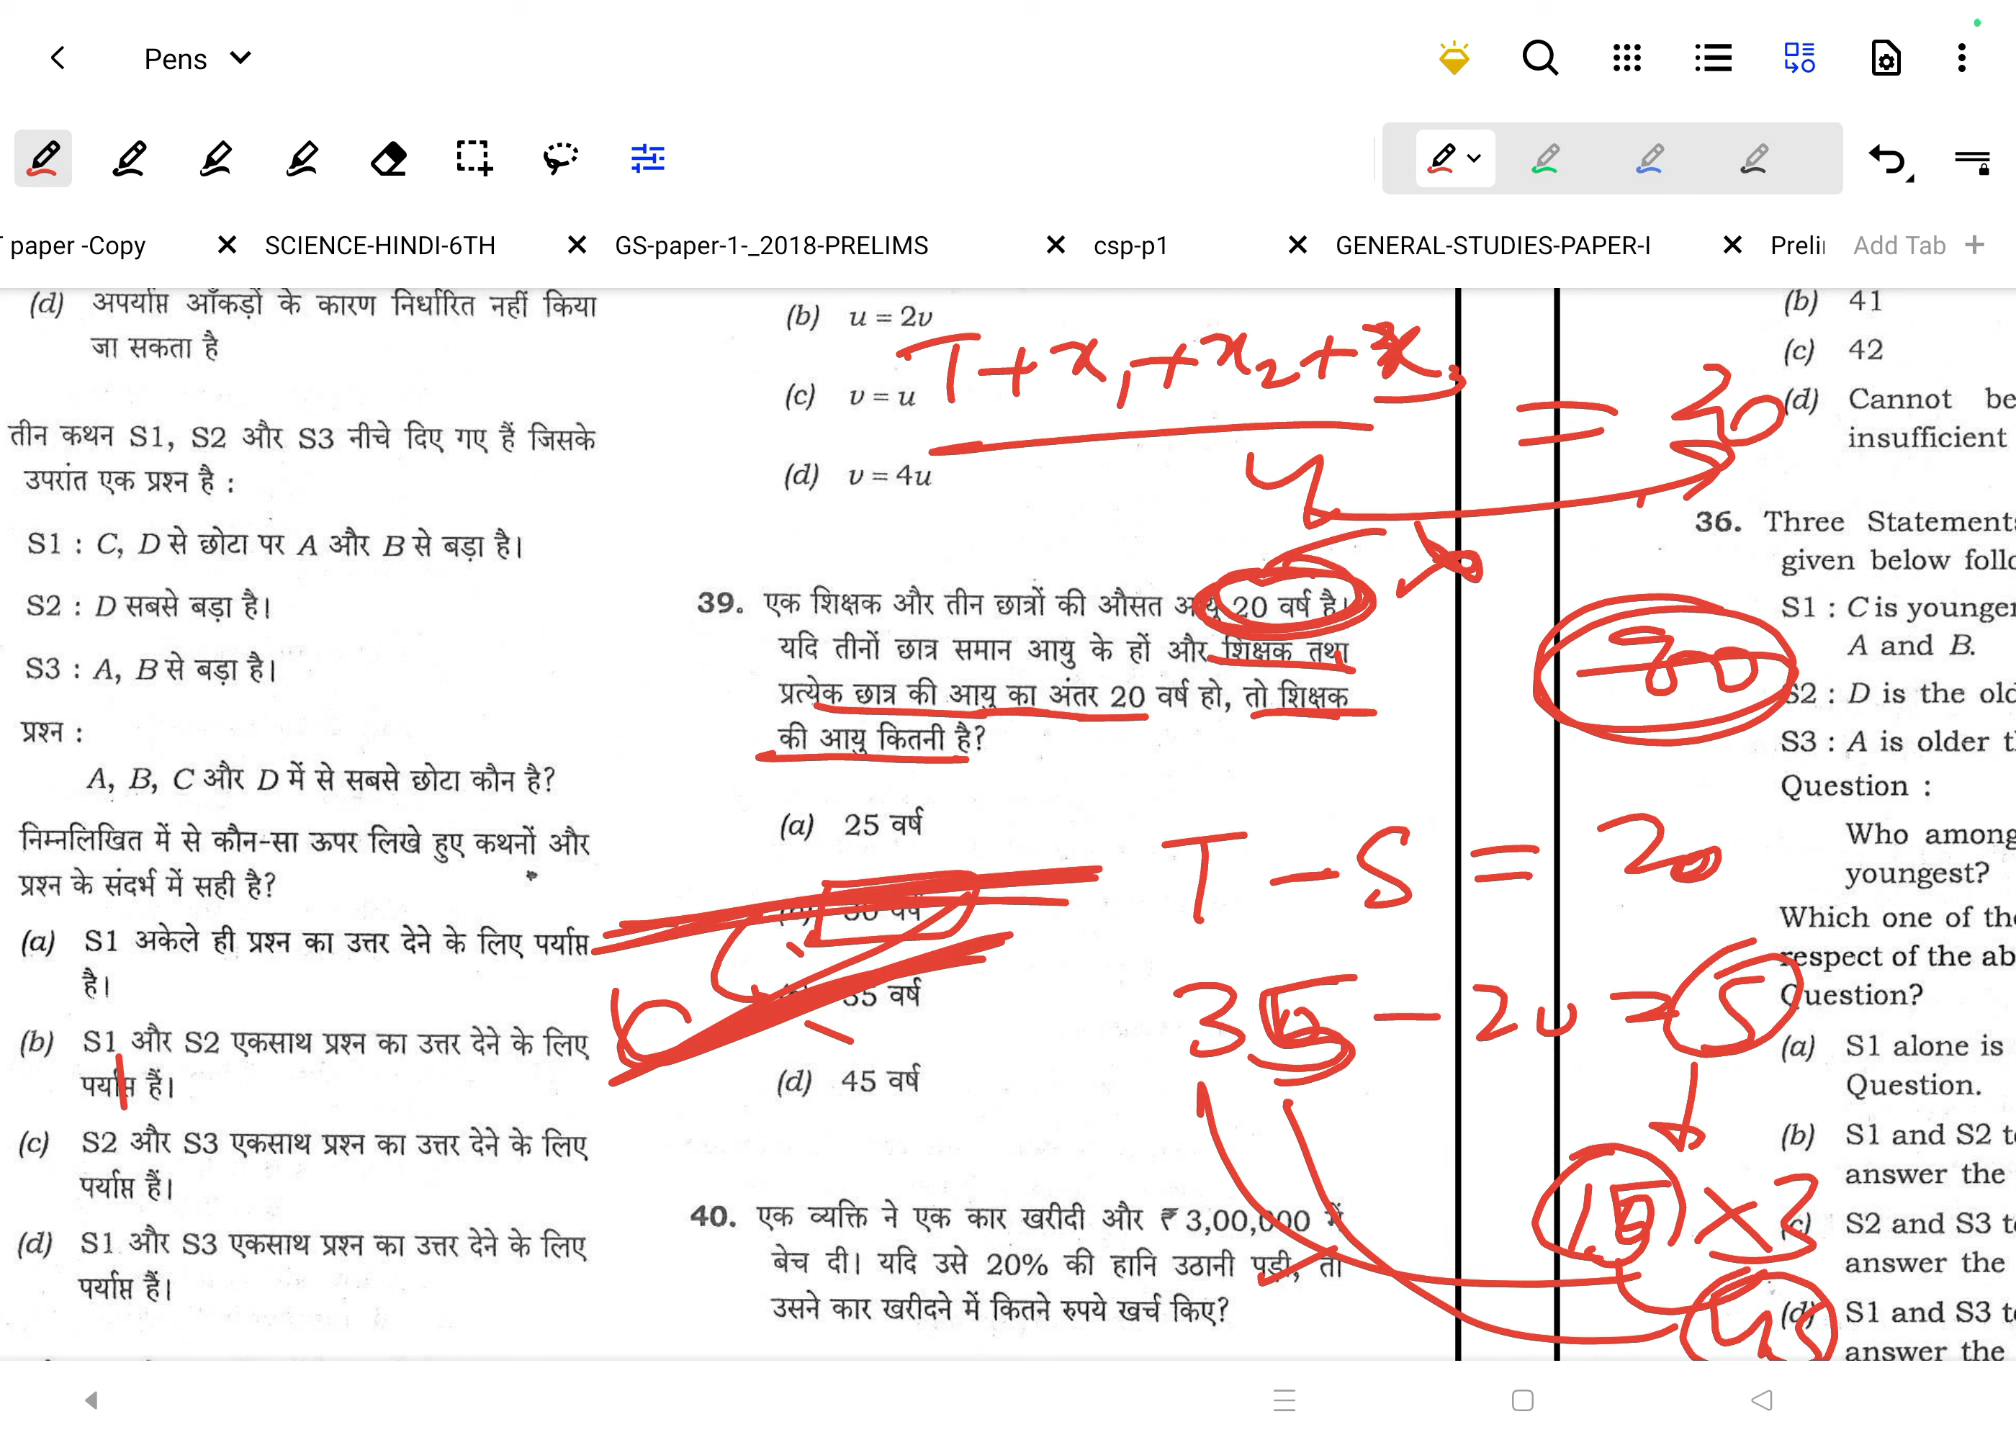 Pens
paper -Copy
SCIENCE-HINDI-6TH
GS-paper-1-_2018-PRELIMS
csp-p1
GENERAL-STUDIES-PAPER-I
Add Tab +
(d) अपर्याप्त आँकड़ों के कारण निर्धारित नहीं किया
जा सकता है
तीन कथन S1, S2 और S3 नीचे दिए गए हैं जिसके
उपरांत एक प्रश्न है :
S1 : C, D से छोटा पर A और B से बड़ा है।
S2 : D सबसे बड़ा है।
S3 : A, B से बड़ा है।
प्रश्न :
A, B, C और D में से सबसे छोटा कौन है?
निम्नलिखित में से कौन-सा ऊपर लिखे हुए कथनों और
प्रश्न के संदर्भ में सही है?
(a) S1 अकेले ही प्रश्न का उत्तर देने के लिए पर्याप्त
है।
(b) S1 और S2 एकसाथ प्रश्न का उत्तर देने के लिए
पर्याप्त हैं।
(c) S2 और S3 एकसाथ प्रश्न का उत्तर देने के लिए
पर्याप्त हैं।
(d) S1 और S3 एकसाथ प्रश्न का उत्तर देने के लिए
पर्याप्त हैं।
(b) u = 2v
(c) v = u
(d) v = 4u
T + x1 + x2 + x3
4
= 20
80
39. एक शिक्षक और तीन छात्रों की औसत आयु 20 वर्ष है।
यदि तीनों छात्र समान आयु के हों और शिक्षक तथा
प्रत्येक छात्र की आयु का अंतर 20 वर्ष हो, तो शिक्षक
की आयु कितनी है?
(a) 25 वर्ष
वर्ष
35 वर्ष
(d) 45 वर्ष
T - S = 20
35 - 20 = 5
15 × 3
45
40. एक व्यक्ति ने एक कार खरीदी और ₹ 3,00,000 में
बेच दी। यदि उसे 20% की हानि उठानी पड़ी, तो
उसने कार खरीदने में कितने रुपये खर्च किए?
(b) 41
(c) 42
(d) Cannot be
insufficient
36. Three
given below
S1 : C is
A and B.
S2 : D is the
S3 : A is older
Question :
Who among
youngest?
Which one of
respect of the
Question?
(a) S1 alone is
Question.
(b) S1 and S2
answer the
(c) S2 and S3
answer the
(d) S1 and S3
answer the